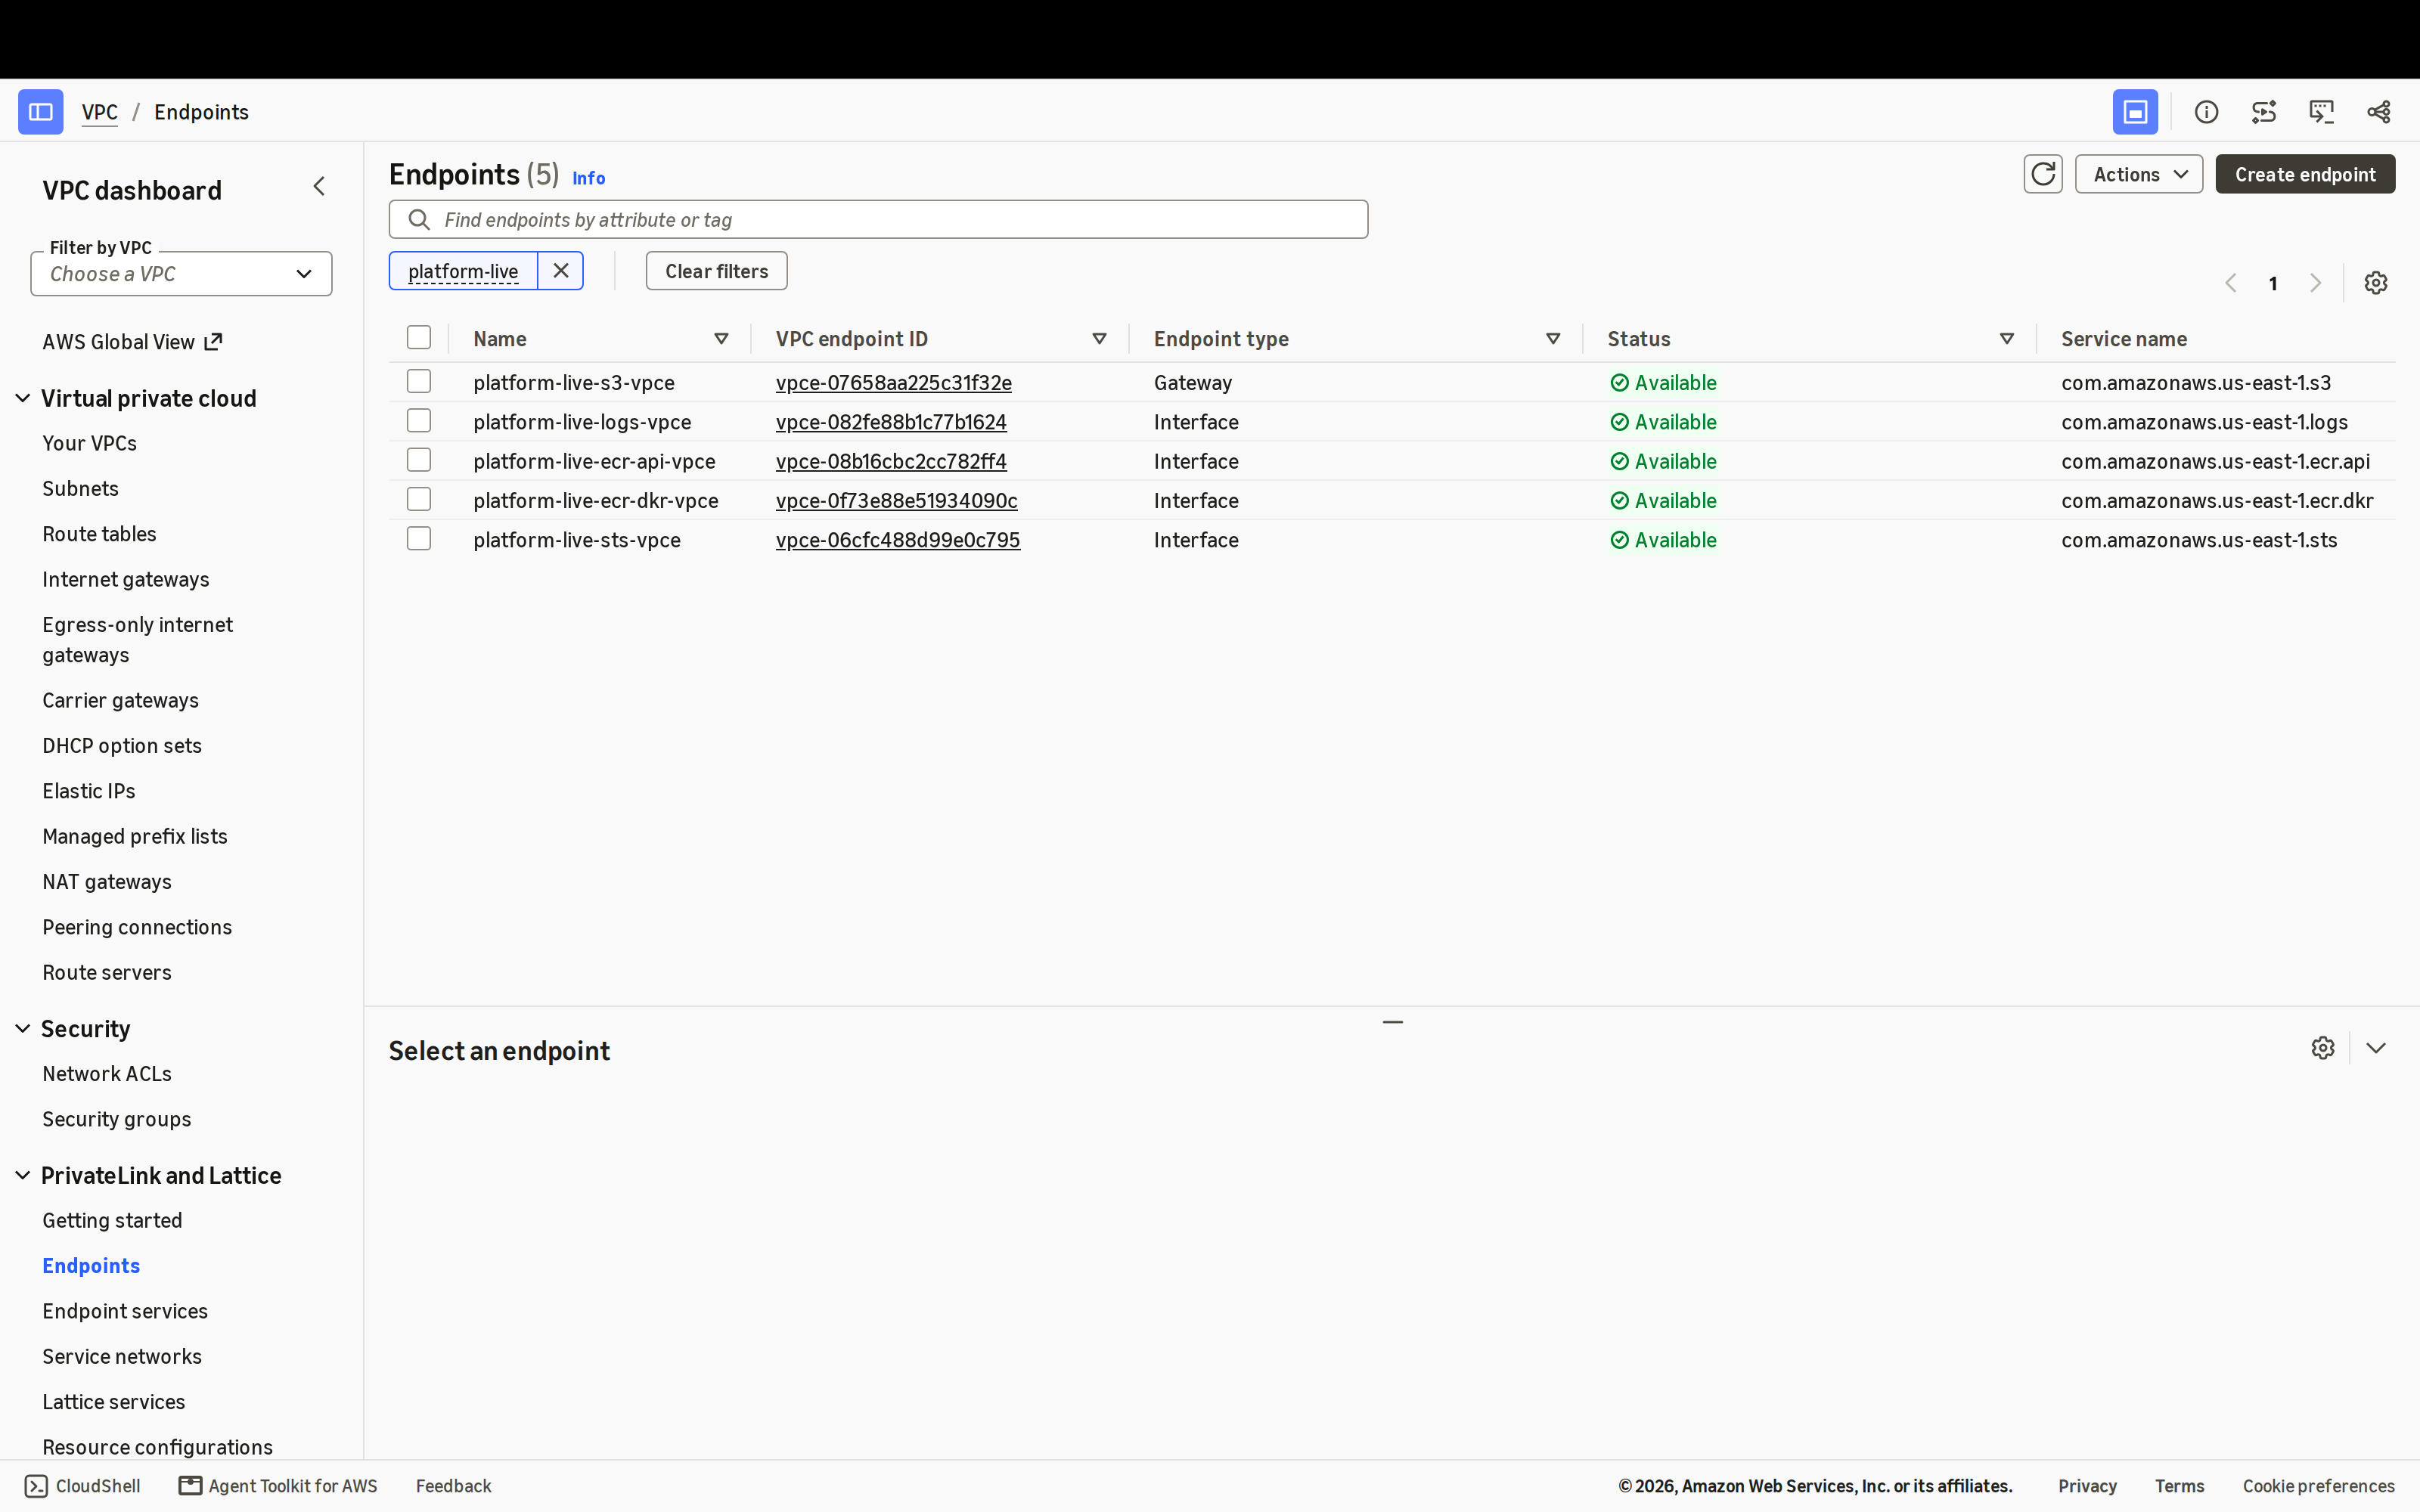 VPC / Endpoints
VPC dashboard
Filter by VPC
Choose a VPC
AWS Global View
Virtual private cloud
Your VPCs
Subnets
Route tables
Internet gateways
Egress-only internet
gateways
Carrier gateways
DHCP option sets
Elastic IPs
Managed prefix lists
NAT gateways
Peering connections
Route servers
Security
Network ACLs
Security groups
PrivateLink and Lattice
Getting started
Endpoints
Endpoint services
Service networks
Lattice services
Resource configurations
Endpoints (5) Info
Actions
Create endpoint
Find endpoints by attribute or tag
platform-live
Clear filters
1
Name VPC endpoint ID Endpoint type Status Service name
platform-live-s3-vpce vpce-07658aa225c31f32e Gateway Available com.amazonaws.us-east-1.s3
platform-live-logs-vpce vpce-082fe88b1c77b1624 Interface Available com.amazonaws.us-east-1.logs
platform-live-ecr-api-vpce vpce-08b16cbc2cc782ff4 Interface Available com.amazonaws.us-east-1.ecr.api
platform-live-ecr-dkr-vpce vpce-0f73e88e51934090c Interface Available com.amazonaws.us-east-1.ecr.dkr
platform-live-sts-vpce vpce-06cfc488d99e0c795 Interface Available com.amazonaws.us-east-1.sts
Select an endpoint
CloudShell Agent Toolkit for AWS Feedback © 2026, Amazon Web Services, Inc. or its affiliates. Privacy Terms Cookie preferences